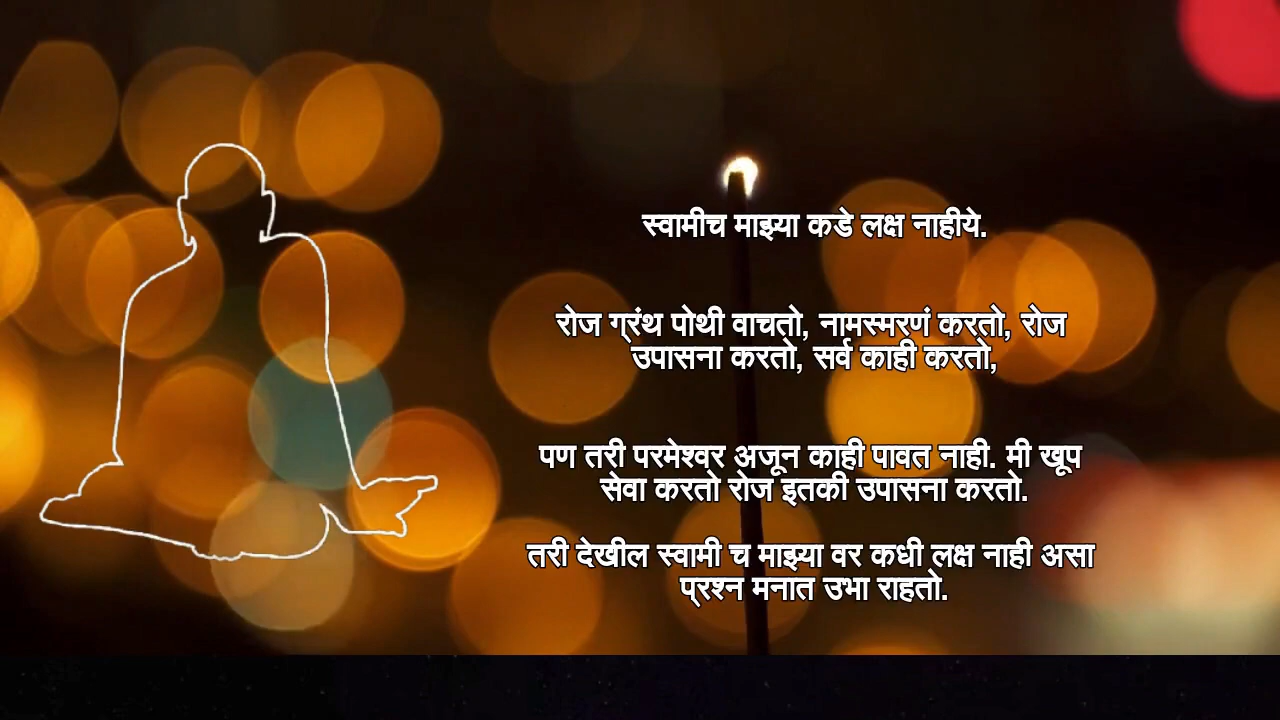 स्वामीच माझ्या कडे लक्ष नाहीये.
रोज ग्रंथ पोथी वाचतो, नामस्मरणं करतो, रोज
उपासना करतो, सर्व काही करतो,
पण तरी परमेश्वर अजून काही पावत नाही. मी खूप
सेवा करतो रोज इतकी उपासना करतो.
तरी देखील स्वामी च माझ्या वर कधी लक्ष नाही असा
प्रश्न मनात उभा राहतो.